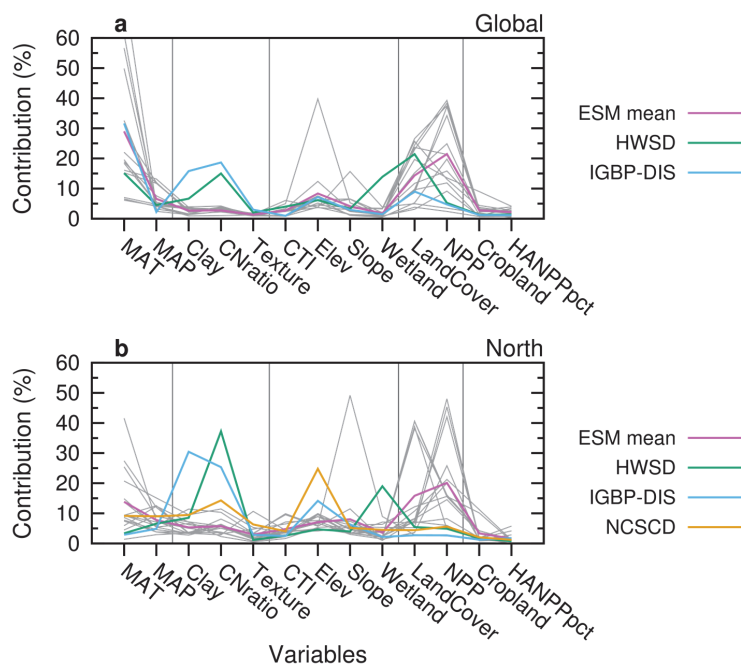 a
Global
Contribution (%)
60
50
40
30
20
10
0
MAT
MAP
Clay
CNratio
Texture
CTI
Elev
Slope
Wetland
LandCover
NPP
Cropland
HANPPpct
ESM mean
HWSD
IGBP-DIS
b
North
Contribution (%)
60
50
40
30
20
10
0
MAT
MAP
Clay
CNratio
Texture
CTI
Elev
Slope
Wetland
LandCover
NPP
Cropland
HANPPpct
Variables
ESM mean
HWSD
IGBP-DIS
NCSCD